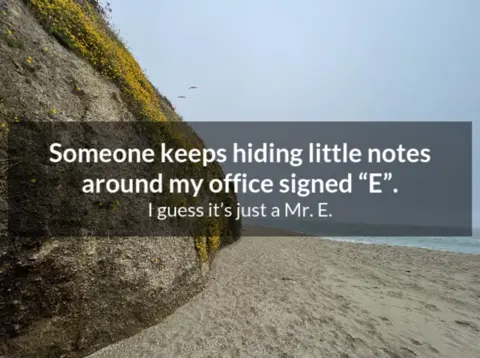 Someone keeps hiding little notes
around my office signed “E”.
I guess it’s just a Mr. E.